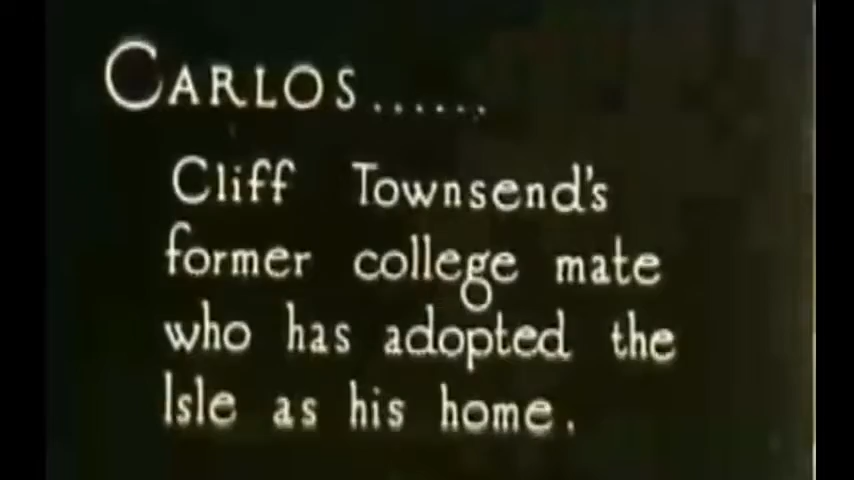 CARLOS......
Cliff Townsend's
former college mate
who has adopted the
Isle as his home.